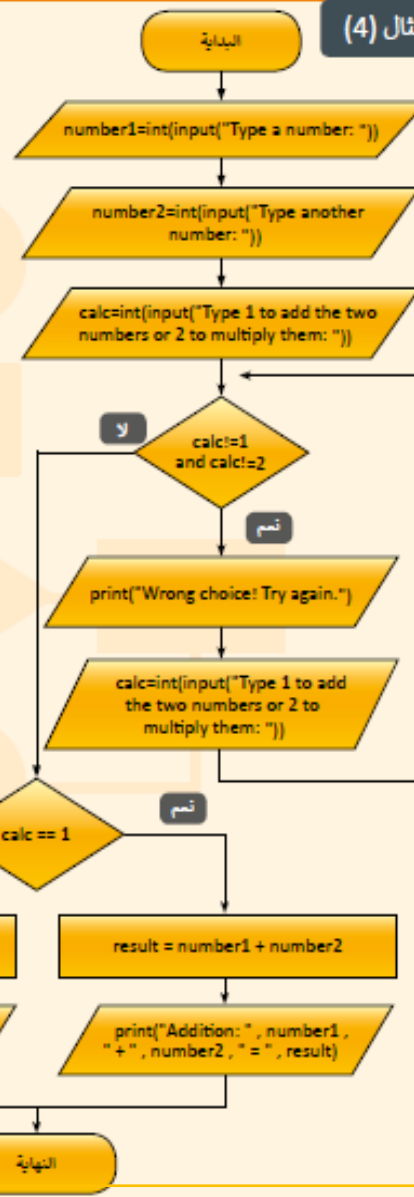 ثال (4)
البداية
number1=int(input("Type a number: "))
number2=int(input("Type another
number: "))
calc=int(input("Type 1 to add the two
numbers or 2 to multiply them: "))
لا
calc!=1
and calc!=2
نعم
print("Wrong choice! Try again.")
calc=int(input("Type 1 to add
the two numbers or 2 to
multiply them: "))
نعم
calc == 1
result = number1 + number2
print("Addition: " , number1 ,
" + " , number2 , " = " , result)
النهاية